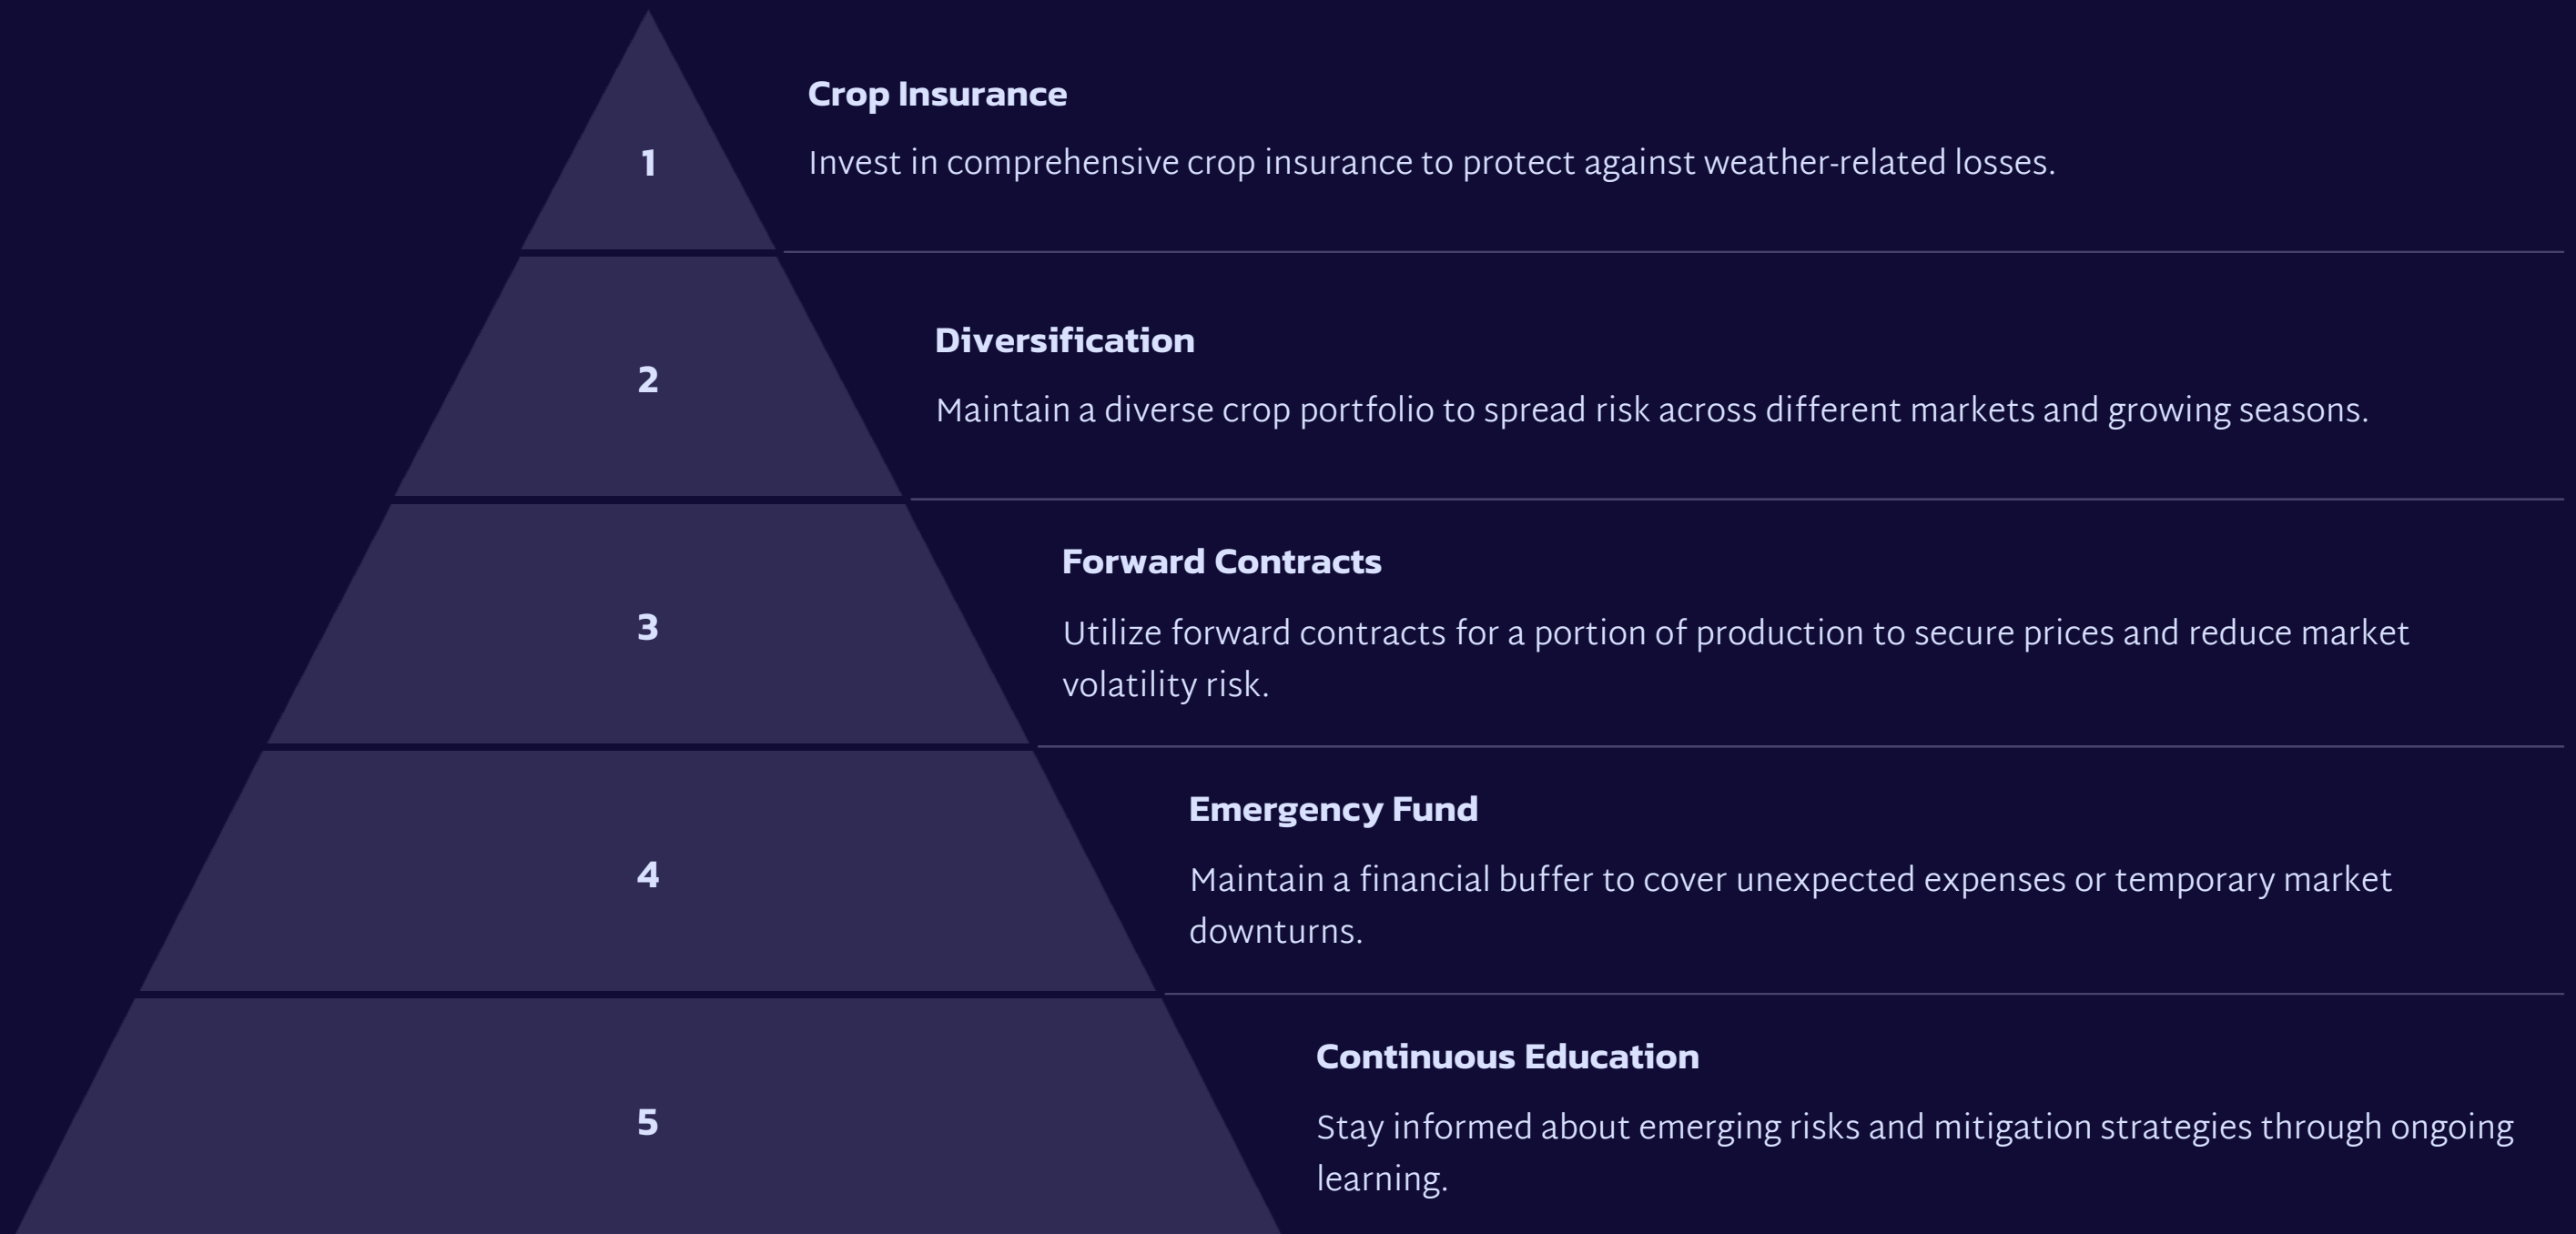 Crop Insurance
1
Invest in comprehensive crop insurance to protect against weather-related losses.
Diversification
2
Maintain a diverse crop portfolio to spread risk across different markets and growing seasons.
Forward Contracts
3
Utilize forward contracts for a portion of production to secure prices and reduce market
volatility risk.
Emergency Fund
4
Maintain a financial buffer to cover unexpected expenses or temporary market
downturns.
Continuous Education
5
Stay informed about emerging risks and mitigation strategies through ongoing
learning.